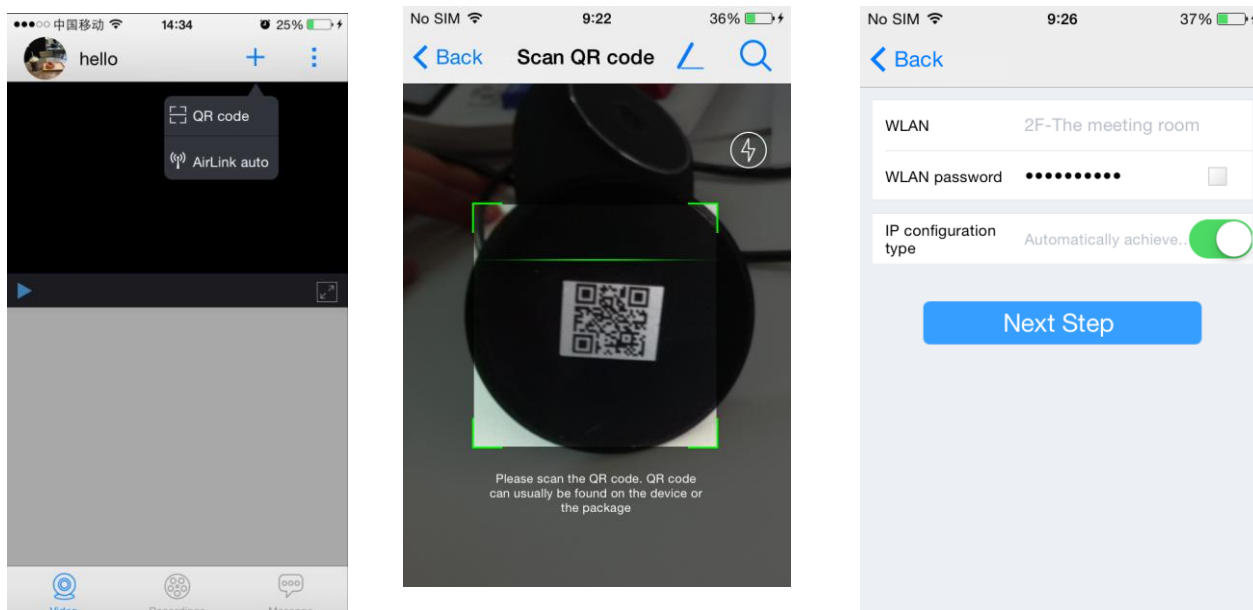 中国移动 14:34 25%
hello
QR code
AirLink auto
Video Recordings Message
No SIM 9:22 36%
Back Scan QR code
Please scan the QR code. QR code
can usually be found on the device or
the package
No SIM 9:26 37%
Back
WLAN 2F-The meeting room
WLAN password ••••••••••
IP configuration
type
Automatically achieve..
Next Step